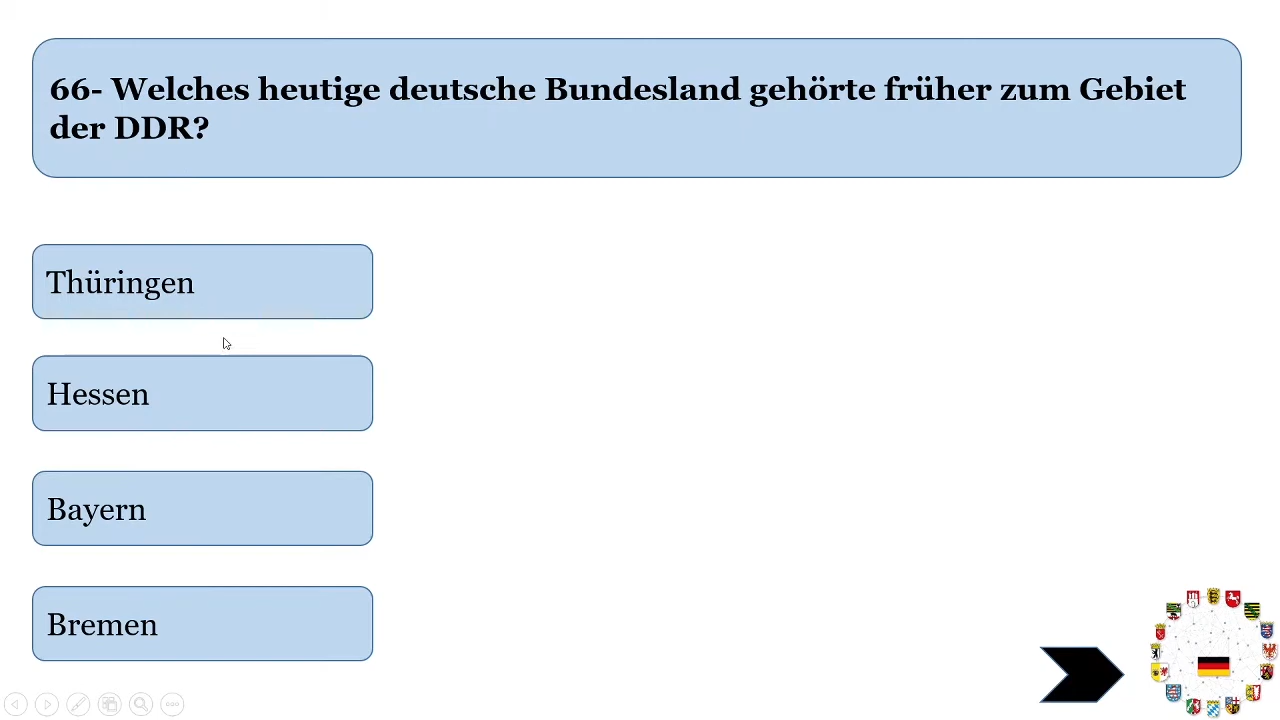 66- Welches heutige deutsche Bundesland gehörte früher zum Gebiet
der DDR?
Thüringen
Hessen
Bayern
Bremen